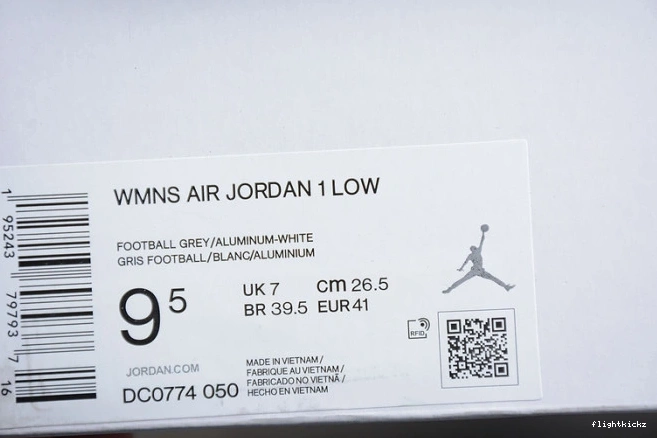 WMNS AIR JORDAN 1 LOW
FOOTBALL GREY/ALUMINUM-WHITE
GRIS FOOTBALL/BLANC/ALUMINIUM
9 5
UK 7 cm 26.5
BR 39.5 EUR 41
RFID
JORDAN.COM
DC0774 050
MADE IN VIETNAM /
FABRIQUE AU VIETNAM /
FABRICADO NO VIETNÃ /
HECHO EN VIETNAM
1 95243 79793 7 16
flightkickz